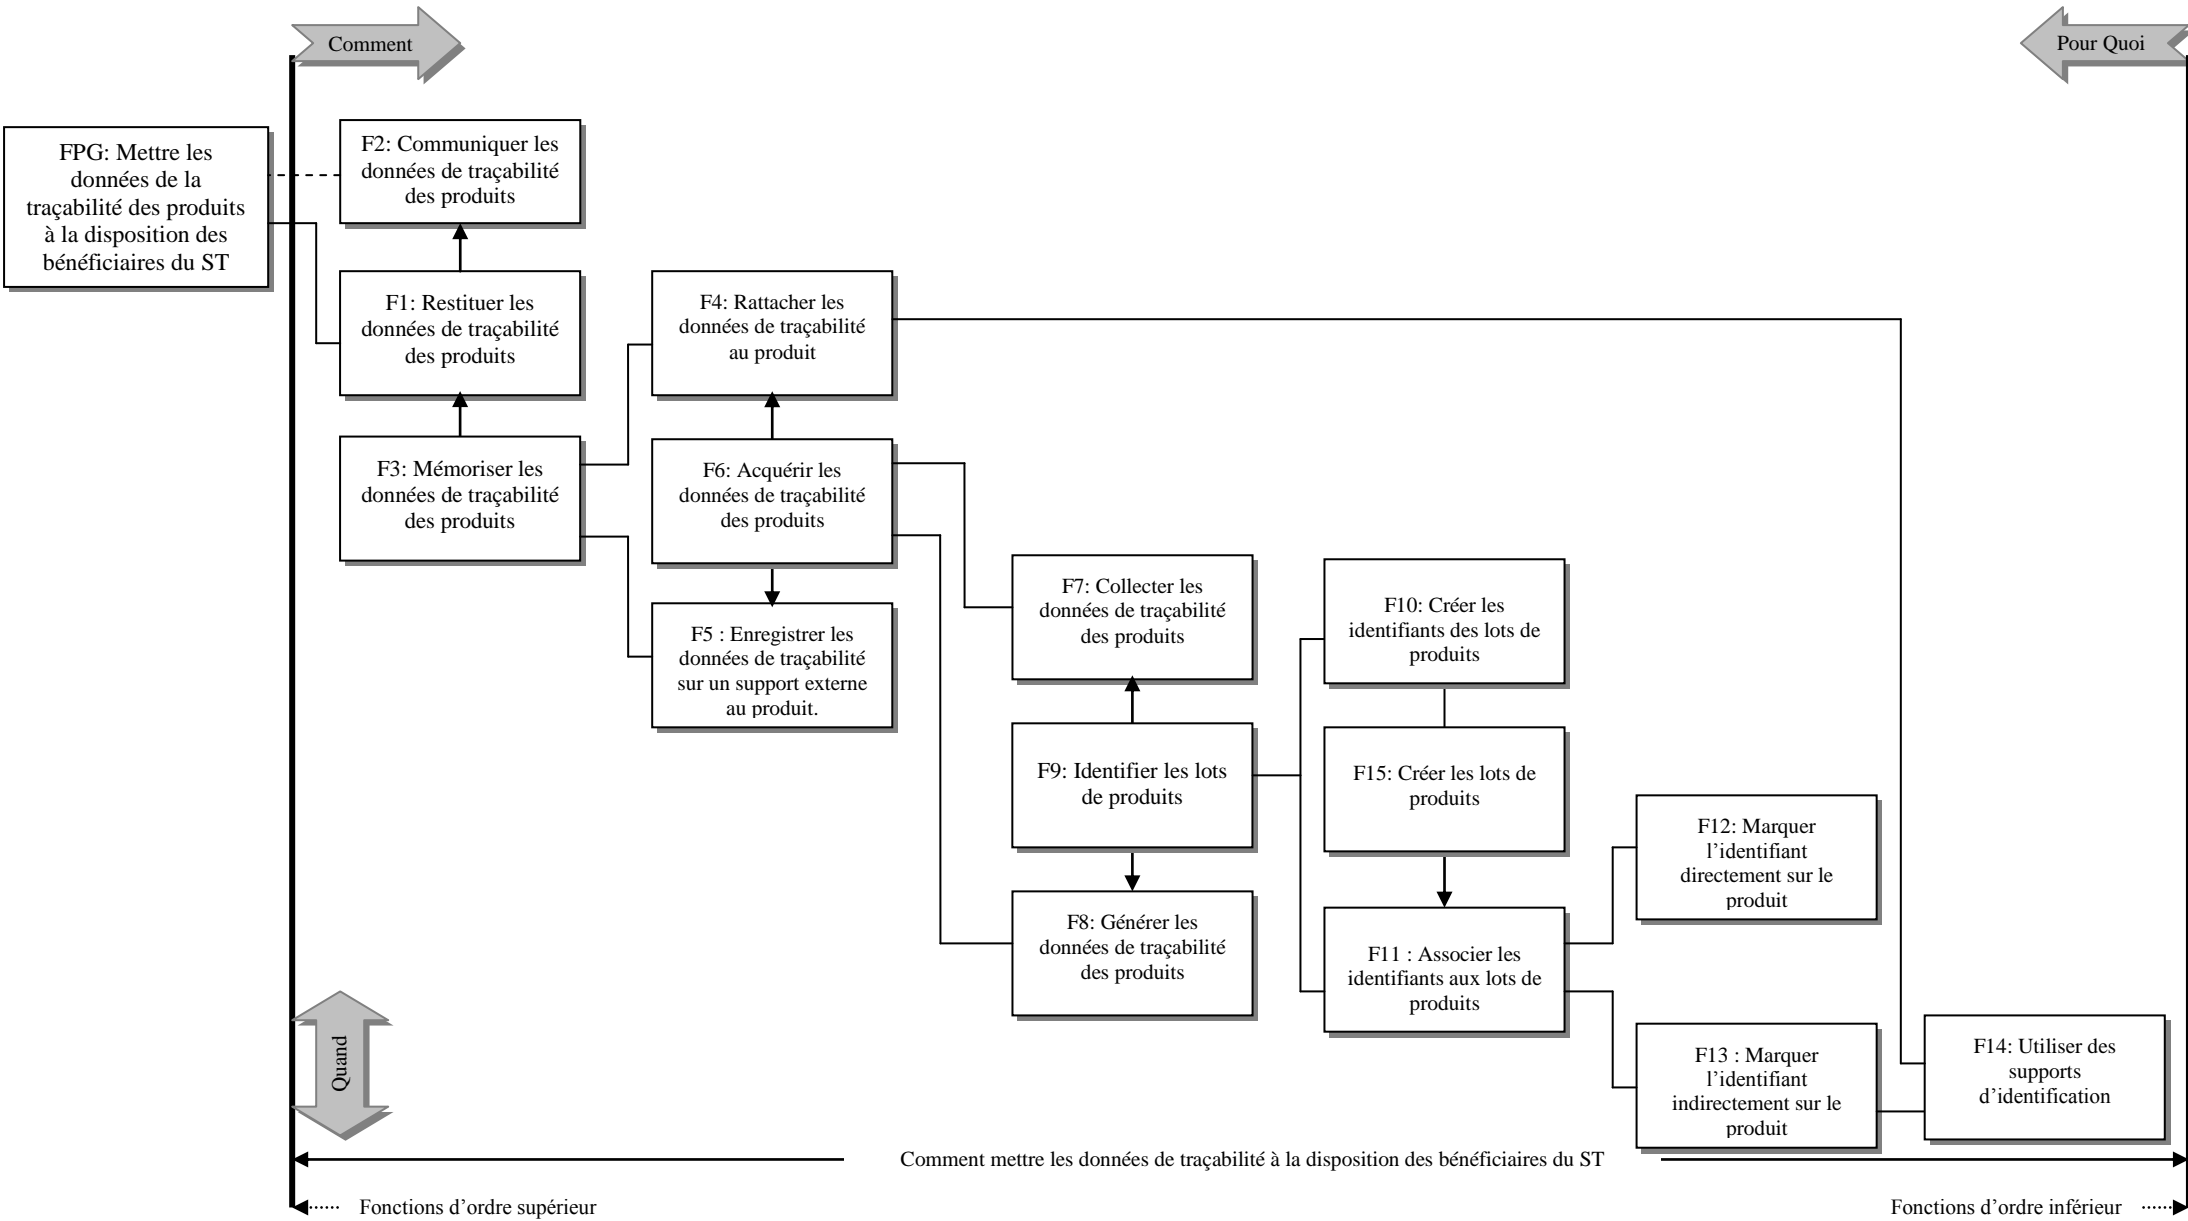 Comment
Pour Quoi
FPG: Mettre les
données de la
traçabilité des produits
à la disposition des
bénéficiaires du ST
F2: Communiquer les
données de traçabilité
des produits
F1: Restituer les
données de traçabilité
des produits
F4: Rattacher les
données de traçabilité
au produit
F3: Mémoriser les
données de traçabilité
des produits
F6: Acquérir les
données de traçabilité
des produits
F5 : Enregistrer les
données de traçabilité
sur un support externe
au produit.
F7: Collecter les
données de traçabilité
des produits
F10: Créer les
identifiants des lots de
produits
F9: Identifier les lots
de produits
F15: Créer les lots de
produits
F12: Marquer
l’identifiant
directement sur le
produit
F8: Générer les
données de traçabilité
des produits
F11 : Associer les
identifiants aux lots de
produits
F13 : Marquer
l’identifiant
indirectement sur le
produit
F14: Utiliser des
supports
d’identification
Quand
Comment mettre les données de traçabilité à la disposition des bénéficiaires du ST
Fonctions d’ordre supérieur
Fonctions d’ordre inférieur